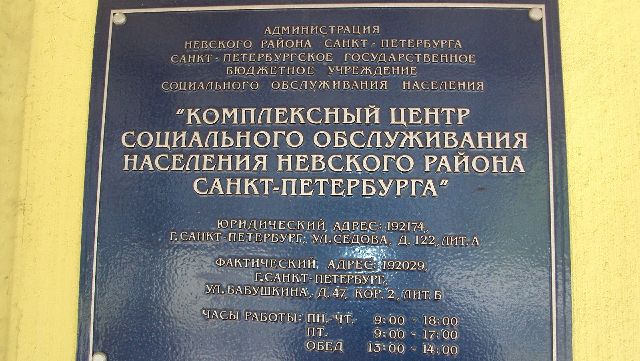 АДМИНИСТРАЦИЯ
НЕВСКОГО РАЙОНА САНКТ-ПЕТЕРБУРГА
САНКТ-ПЕТЕРБУРГСКОЕ ГОСУДАРСТВЕННОЕ
БЮДЖЕТНОЕ УЧРЕЖДЕНИЕ
СОЦИАЛЬНОГО ОБСЛУЖИВАНИЯ НАСЕЛЕНИЯ
"КОМПЛЕКСНЫЙ ЦЕНТР
СОЦИАЛЬНОГО ОБСЛУЖИВАНИЯ
НАСЕЛЕНИЯ НЕВСКОГО РАЙОНА
САНКТ-ПЕТЕРБУРГА"
ЮРИДИЧЕСКИЙ АДРЕС: 192174,
Г.САНКТ-ПЕТЕРБУРГ, УЛ.СЕДОВА, Д.122, ЛИТ.А
ФАКТИЧЕСКИЙ АДРЕС: 192029,
Г.САНКТ-ПЕТЕРБУРГ,
УЛ.БАБУШКИНА, Д.47, КОР.2, ЛИТ.Б
ЧАСЫ РАБОТЫ: ПН.-ЧТ. 9:00 - 18:00
ПТ. 9:00 - 17:00
ОБЕД 13:00 - 14:00